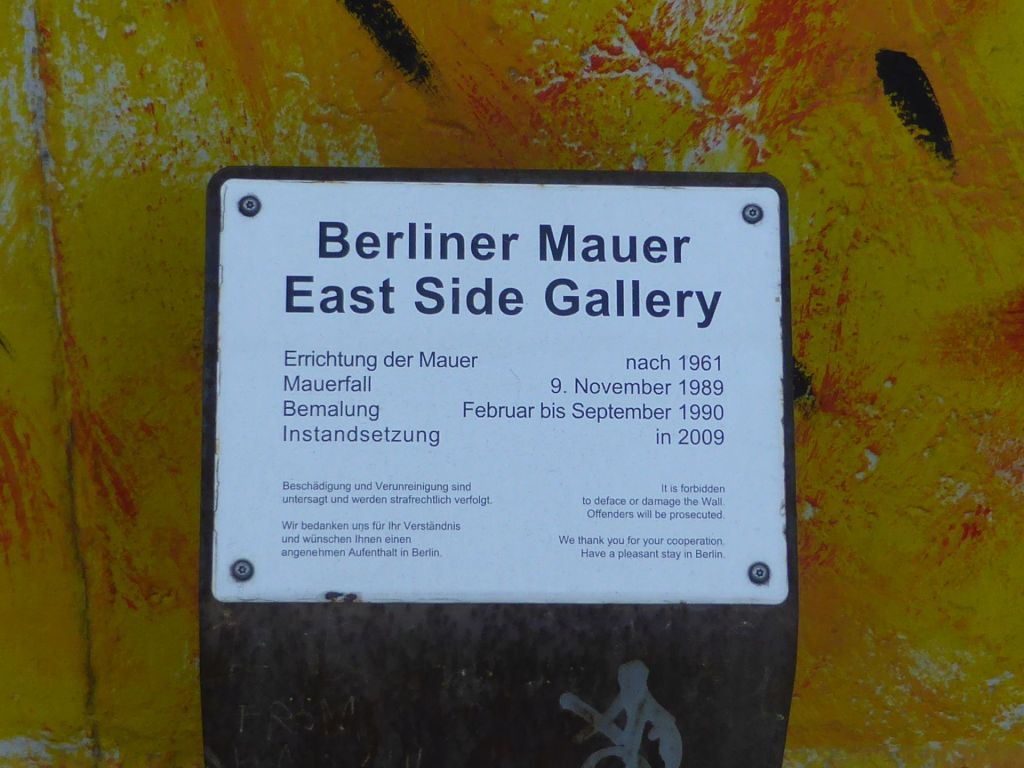 Berliner Mauer
East Side Gallery
Errichtung der Mauer nach 1961
Mauerfall 9. November 1989
Bemalung Februar bis September 1990
Instandsetzung in 2009
Beschädigung und Verunreinigung sind
untersagt und werden strafrechtlich verfolgt.
Wir bedanken uns für Ihr Verständnis
und wünschen Ihnen einen
angenehmen Aufenthalt in Berlin.
It is forbidden
to deface or damage the Wall.
Offenders will be prosecuted.
We thank you for your cooperation.
Have a pleasant stay in Berlin.
FROM